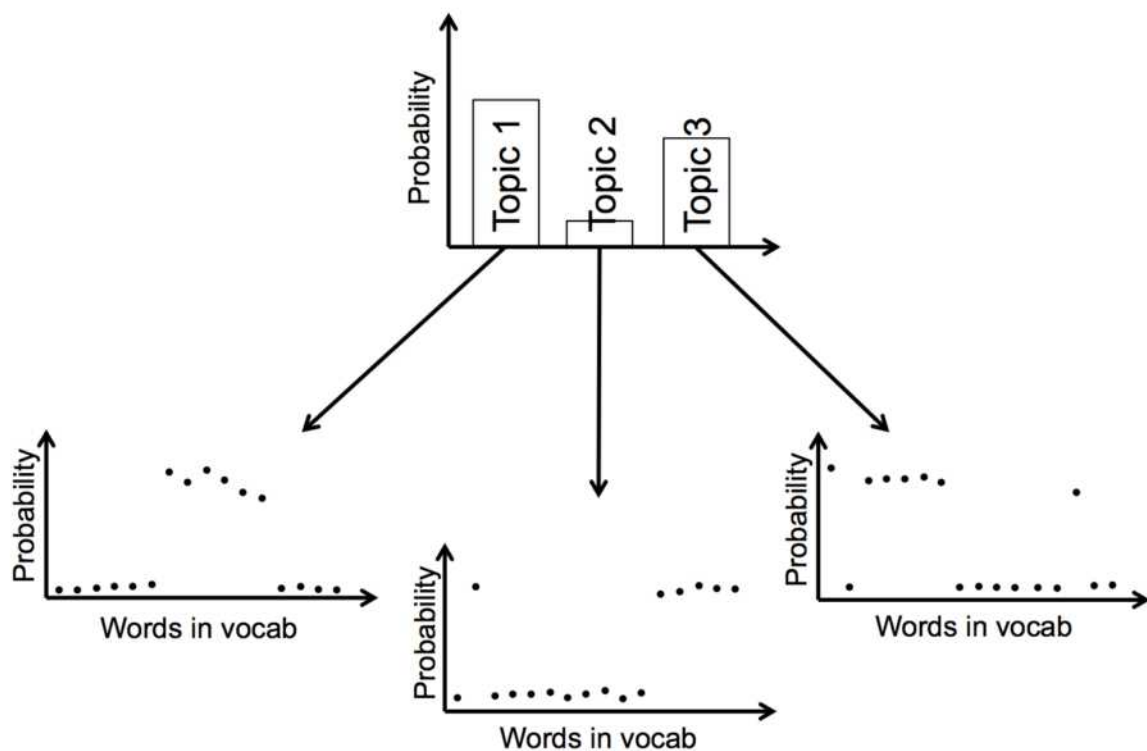 Probability
Topic 1
Topic 2
Topic 3
Probability
Words in vocab
Probability
Words in vocab
Probability
Words in vocab